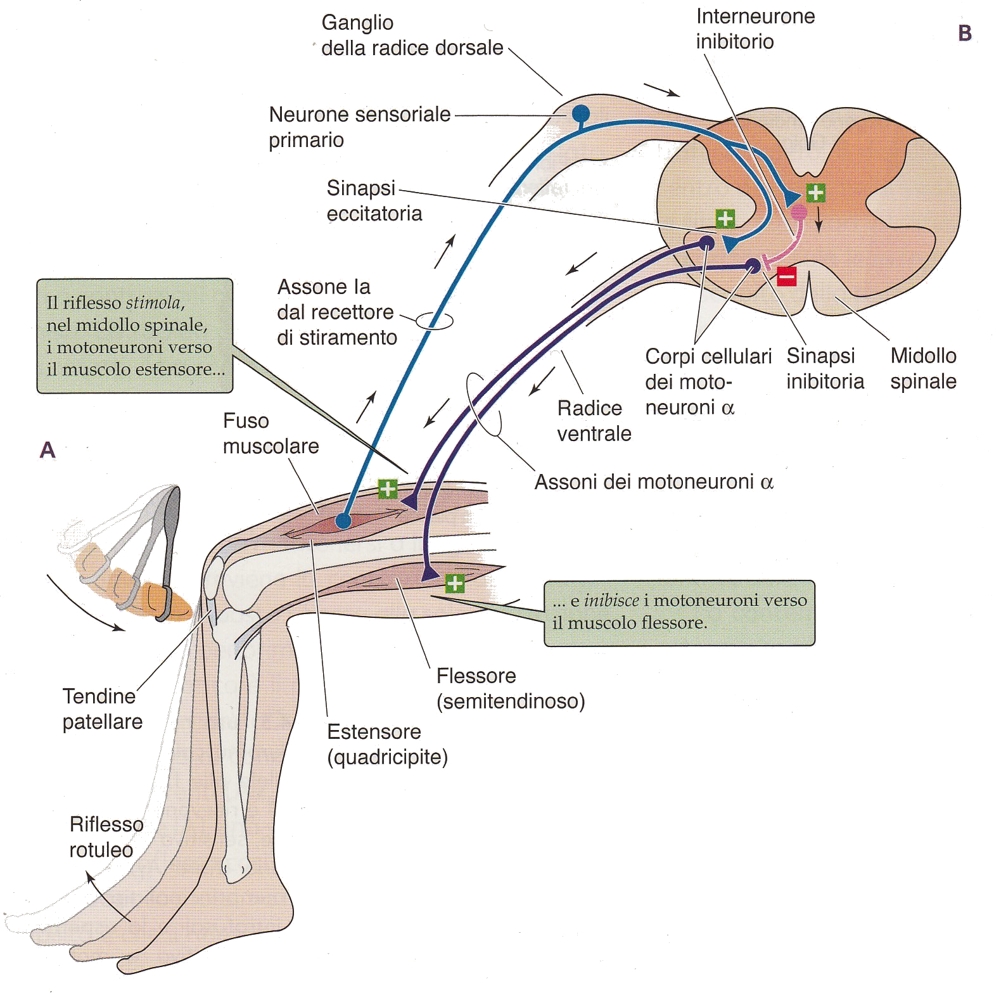 Ganglio
della radice dorsale
Interneurone
inibitorio
B
Neurone sensoriale
primario
Sinapsi
eccitatoria
+
+
Assone Ia
dal recettore
di stiramento
−
Il riflesso stimola,
nel midollo spinale,
i motoneuroni verso
il muscolo estensore...
Corpi cellulari
dei moto-
neuroni α
Sinapsi
inibitoria
Midollo
spinale
Radice
ventrale
Fuso
muscolare
A
Assoni dei motoneuroni α
+
+
... e inibisce i motoneuroni verso
il muscolo flessore.
Flessore
(semitendinoso)
Tendine
patellare
Estensore
(quadricipite)
Riflesso
rotuleo